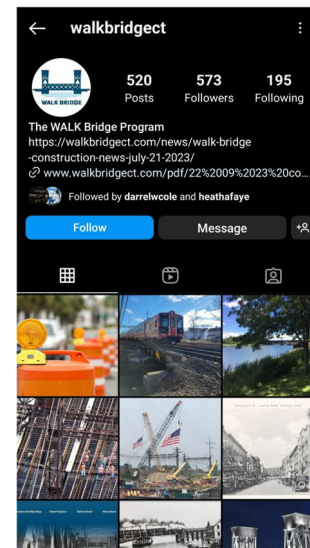 walkbridgect
WALK BRIDGE
520 573 195
Posts Followers Following
The WALK Bridge Program
https://walkbridgect.com/news/walk-bridge
-construction-news-july-21-2023/
www.walkbridgect.com/pdf/22%2009%2023%20co...
Followed by darrelwcole and heathafaye
Follow Message